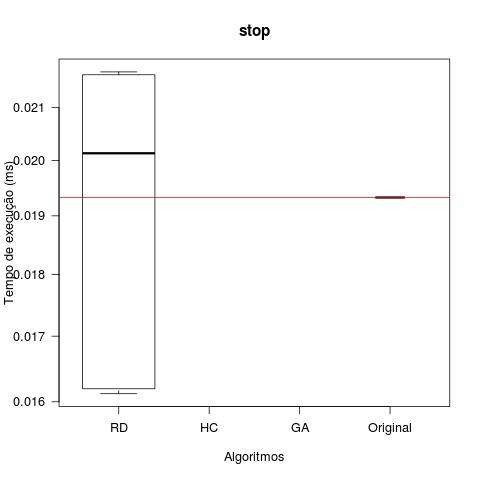 stop
Tempo de execução (ms)
0.021
0.020
0.019
0.018
0.017
0.016
RD HC GA Original
Algoritmos